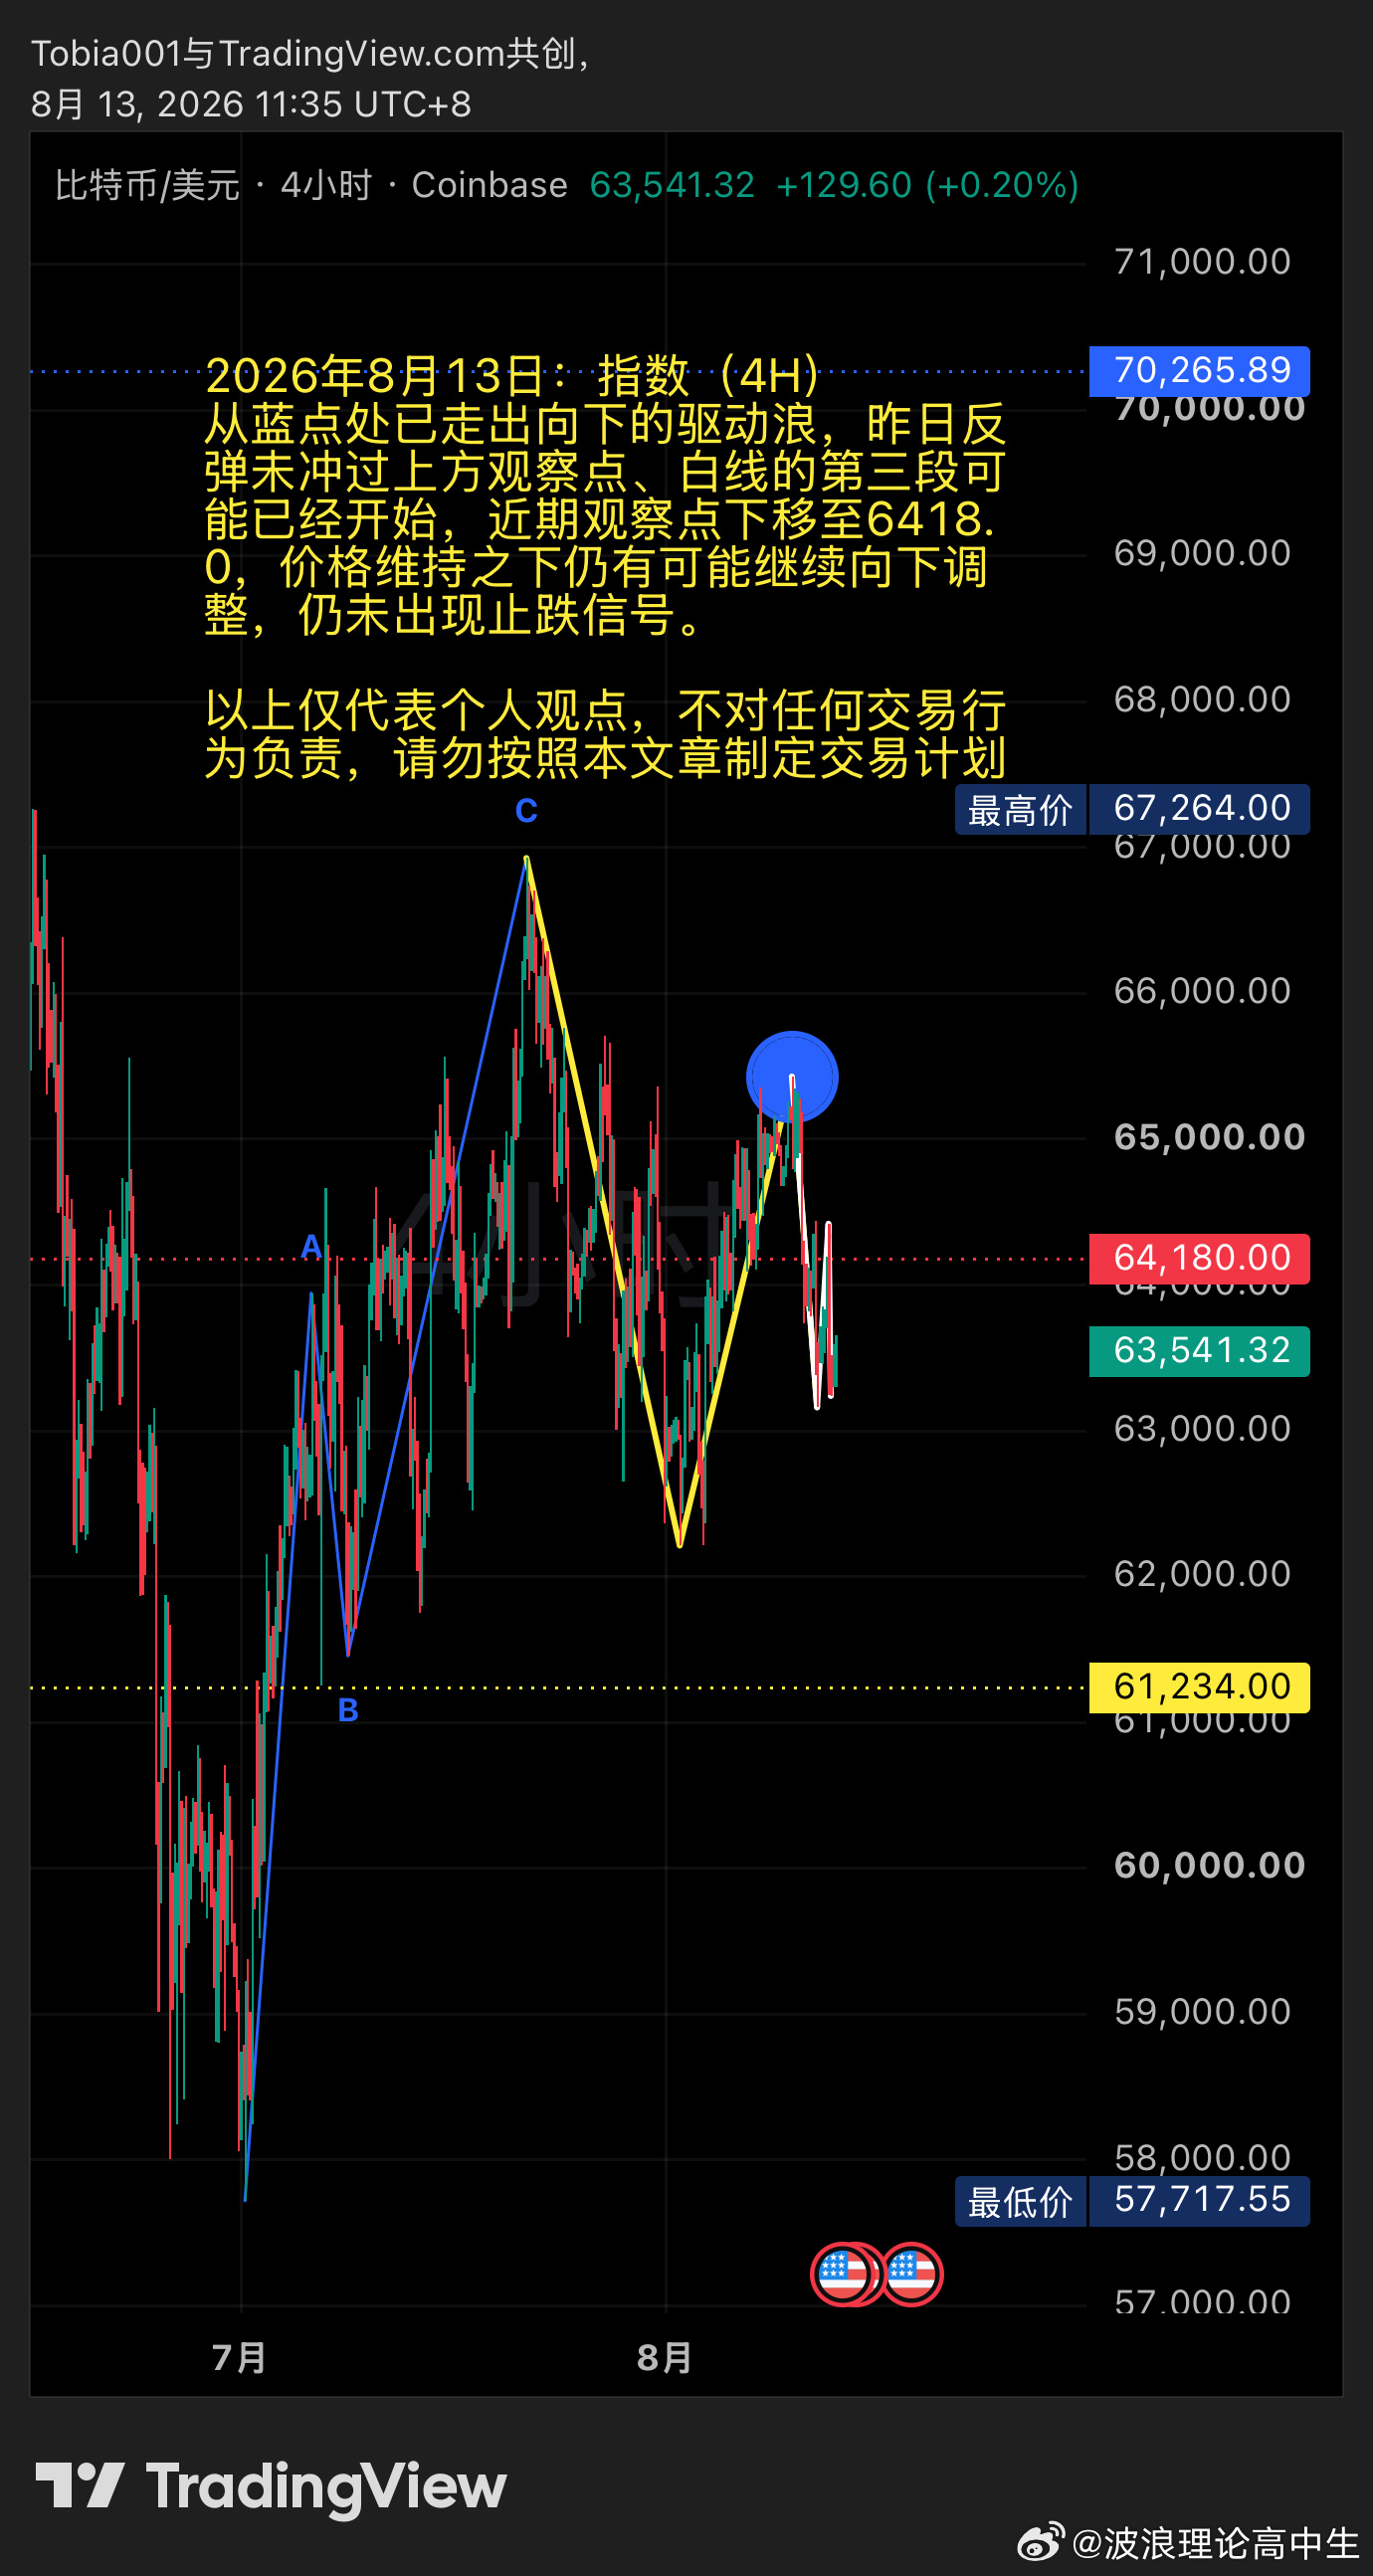 Tobia001与TradingView.com共创,
8月 13, 2026 11:35 UTC+8
比特币/美元 · 4小时 · Coinbase 63,541.32 +129.60 (+0.20%)
71,000.00
2026年8月13日：指数（4H）
70,265.89
70,000.00
从蓝点处已走出向下的驱动浪，昨日反
弹未冲过上方观察点、白线的第三段可
能已经开始，近期观察点下移至6418.
0，价格维持之下仍有可能继续向下调
69,000.00
整，仍未出现止跌信号。
以上仅代表个人观点，不对任何交易行
68,000.00
为负责，请勿按照本文章制定交易计划
C
最高价 67,264.00
67,000.00
66,000.00
65,000.00
4小时
A
64,180.00
64,000.00
63,541.32
63,000.00
62,000.00
61,234.00
B
61,000.00
60,000.00
59,000.00
58,000.00
最低价 57,717.55
57,000.00
7月 8月
TradingView
@波浪理论高中生